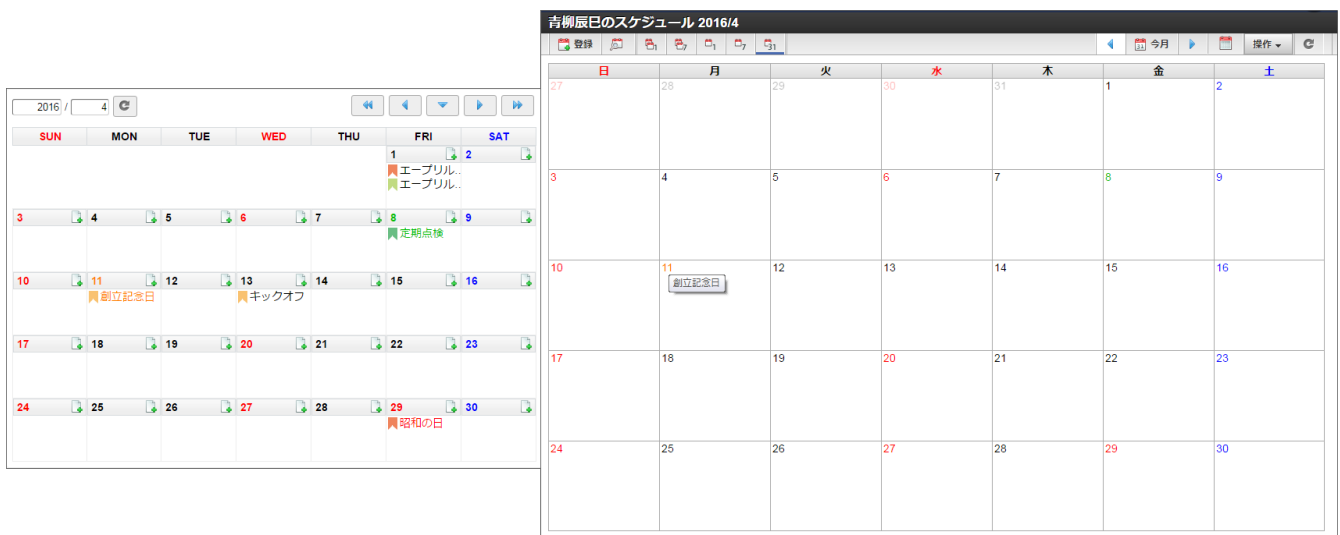 2016 / 4
SUN MON TUE WED THU FRI SAT
1 2
エープリル..
エープリル..
3 4 5 6 7 8 9
定期点検
10 11 12 13 14 15 16
創立記念日 キックオフ
17 18 19 20 21 22 23
24 25 26 27 28 29 30
昭和の日
青柳辰巳のスケジュール 2016/4
登録 1 7 1 7 31 31 今月 操作
日 月 火 水 木 金 土
27 28 29 30 31 1 2
3 4 5 6 7 8 9
10 11 12 13 14 15 16
創立記念日
17 18 19 20 21 22 23
24 25 26 27 28 29 30